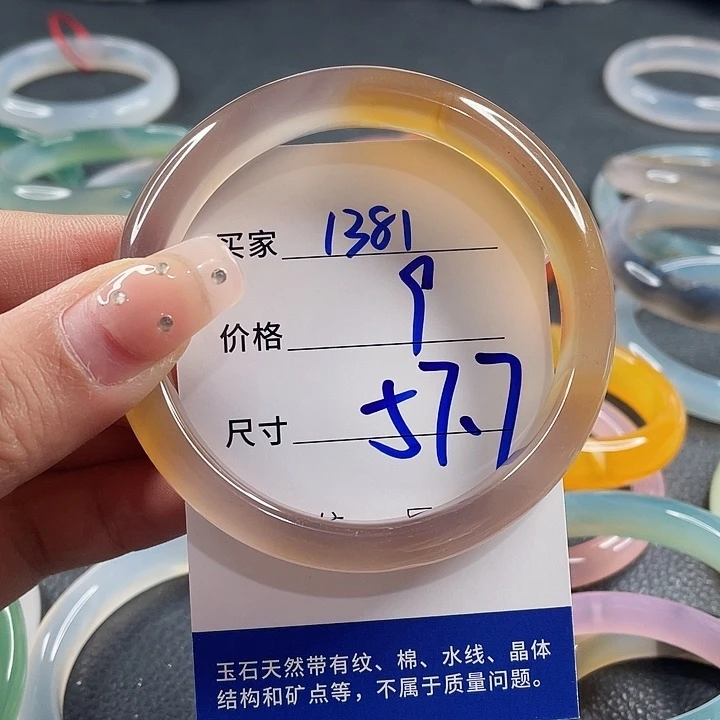 买家 1381
价格 9
尺寸 57.7
玉石天然带有纹、棉、水线、晶体
结构和矿点等，不属于质量问题。